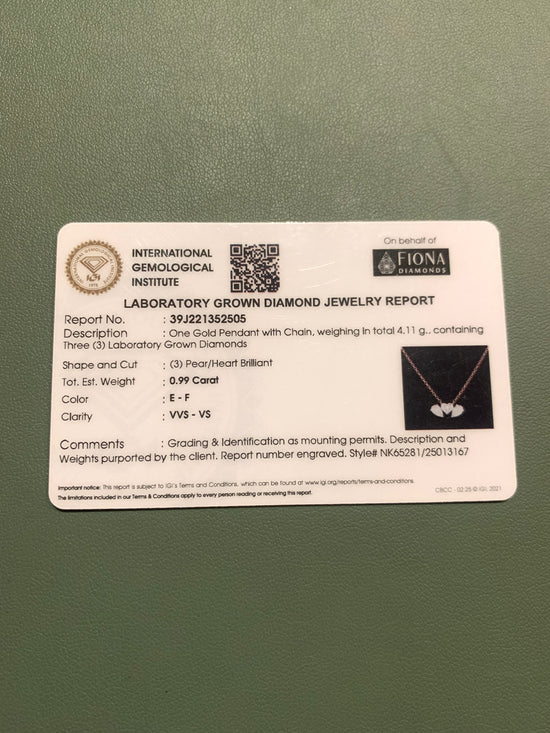 INTERNATIONAL
GEMOLOGICAL
INSTITUTE
On behalf of
FIONA
DIAMONDS
LABORATORY GROWN DIAMOND JEWELRY REPORT
Report No. : 39J221352505
Description : One Gold Pendant with Chain, weighing In total 4.11 g., containing
Three (3) Laboratory Grown Diamonds
Shape and Cut : (3) Pear/Heart Brilliant
Tot. Est. Weight : 0.99 Carat
Color : E - F
Clarity : VVS - VS
Comments : Grading & Identification as mounting permits. Description and
Weights purported by the client. Report number engraved. Style# NK65281/25013167
Important notice: This report is subject to IGI's Terms and Conditions, which can be found at www.igi.org/reports/terms-and-conditions.
The limitations included in our Terms & Conditions apply to every person reading or receiving this report.
CBCC - 02.25 © IGI, 2021